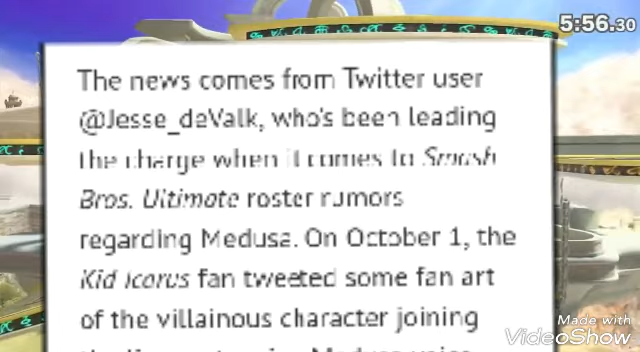 5:56.30
The news comes from Twitter user
@Jesse_deValk, who's been leading
the charge when it comes to Smash
Bros. Ultimate roster rumors
regarding Medusa. On October 1, the
Kid Icarus fan tweeted some fan art
of the villainous character joining
Made with
VideoShow